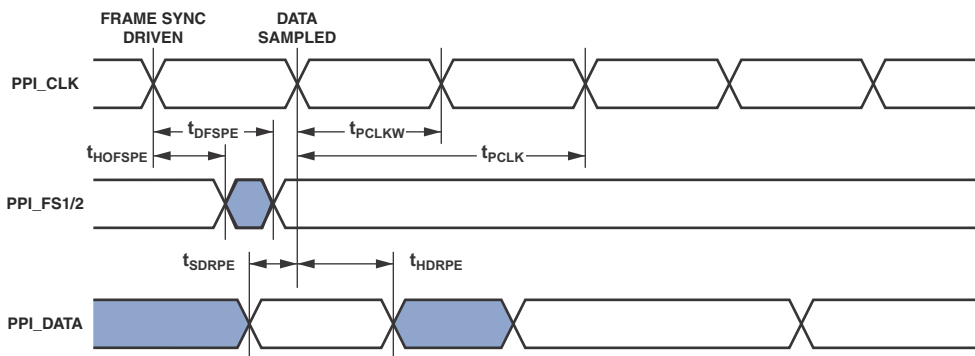 FRAME SYNC
DRIVEN
DATA
SAMPLED
PPI_CLK
tDFSPE
tPCLKW
tHOFSPE
tPCLK
PPI_FS1/2
tSDRPE
tHDRPE
PPI_DATA